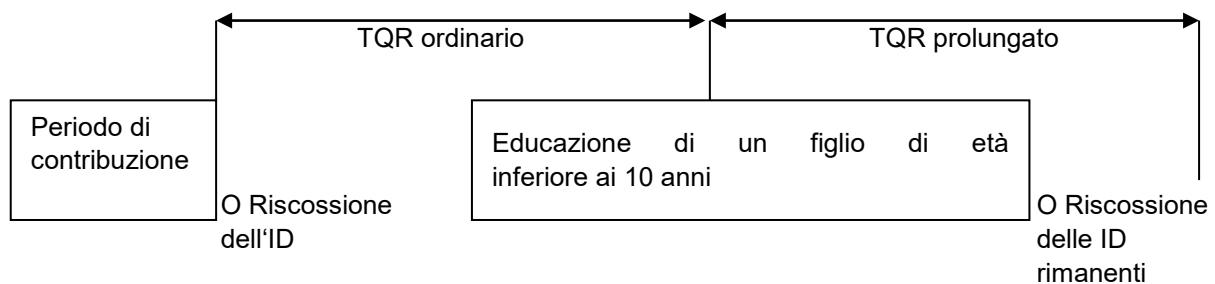 TQR ordinario
TQR prolungato
Periodo di
contribuzione
Educazione di un figlio di età
inferiore ai 10 anni
O Riscossione
dell‘ID
O Riscossione
delle ID
rimanenti